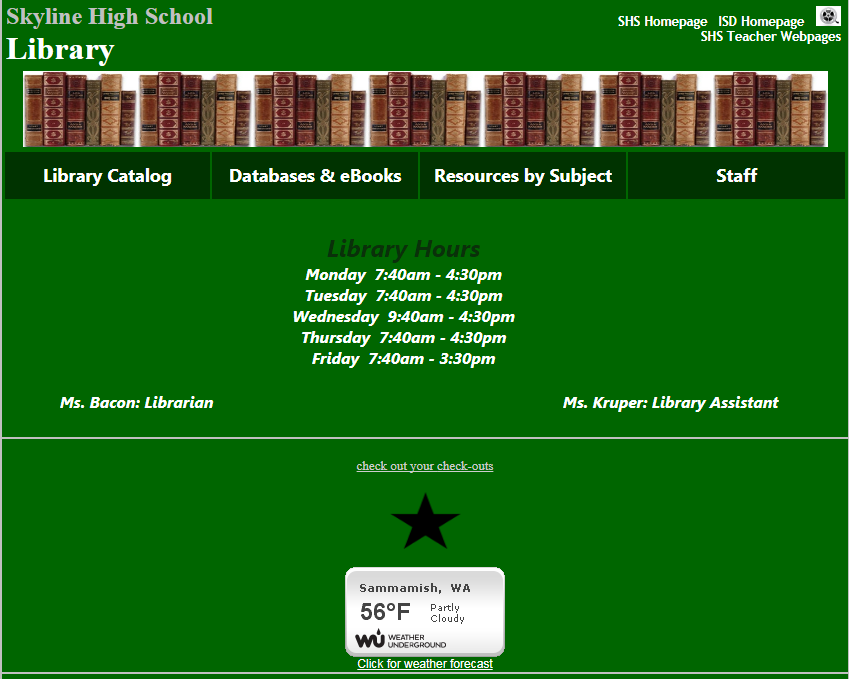 Skyline High School
Library
SHS Homepage ISD Homepage
SHS Teacher Webpages
Library Catalog
Databases & eBooks
Resources by Subject
Staff
Library Hours
Monday 7:40am - 4:30pm
Tuesday 7:40am - 4:30pm
Wednesday 9:40am - 4:30pm
Thursday 7:40am - 4:30pm
Friday 7:40am - 3:30pm
Ms. Bacon: Librarian
Ms. Kruper: Library Assistant
check out your check-outs
Sammamish, WA
56°F
Partly
Cloudy
wu WEATHER
UNDERGROUND
Click for weather forecast